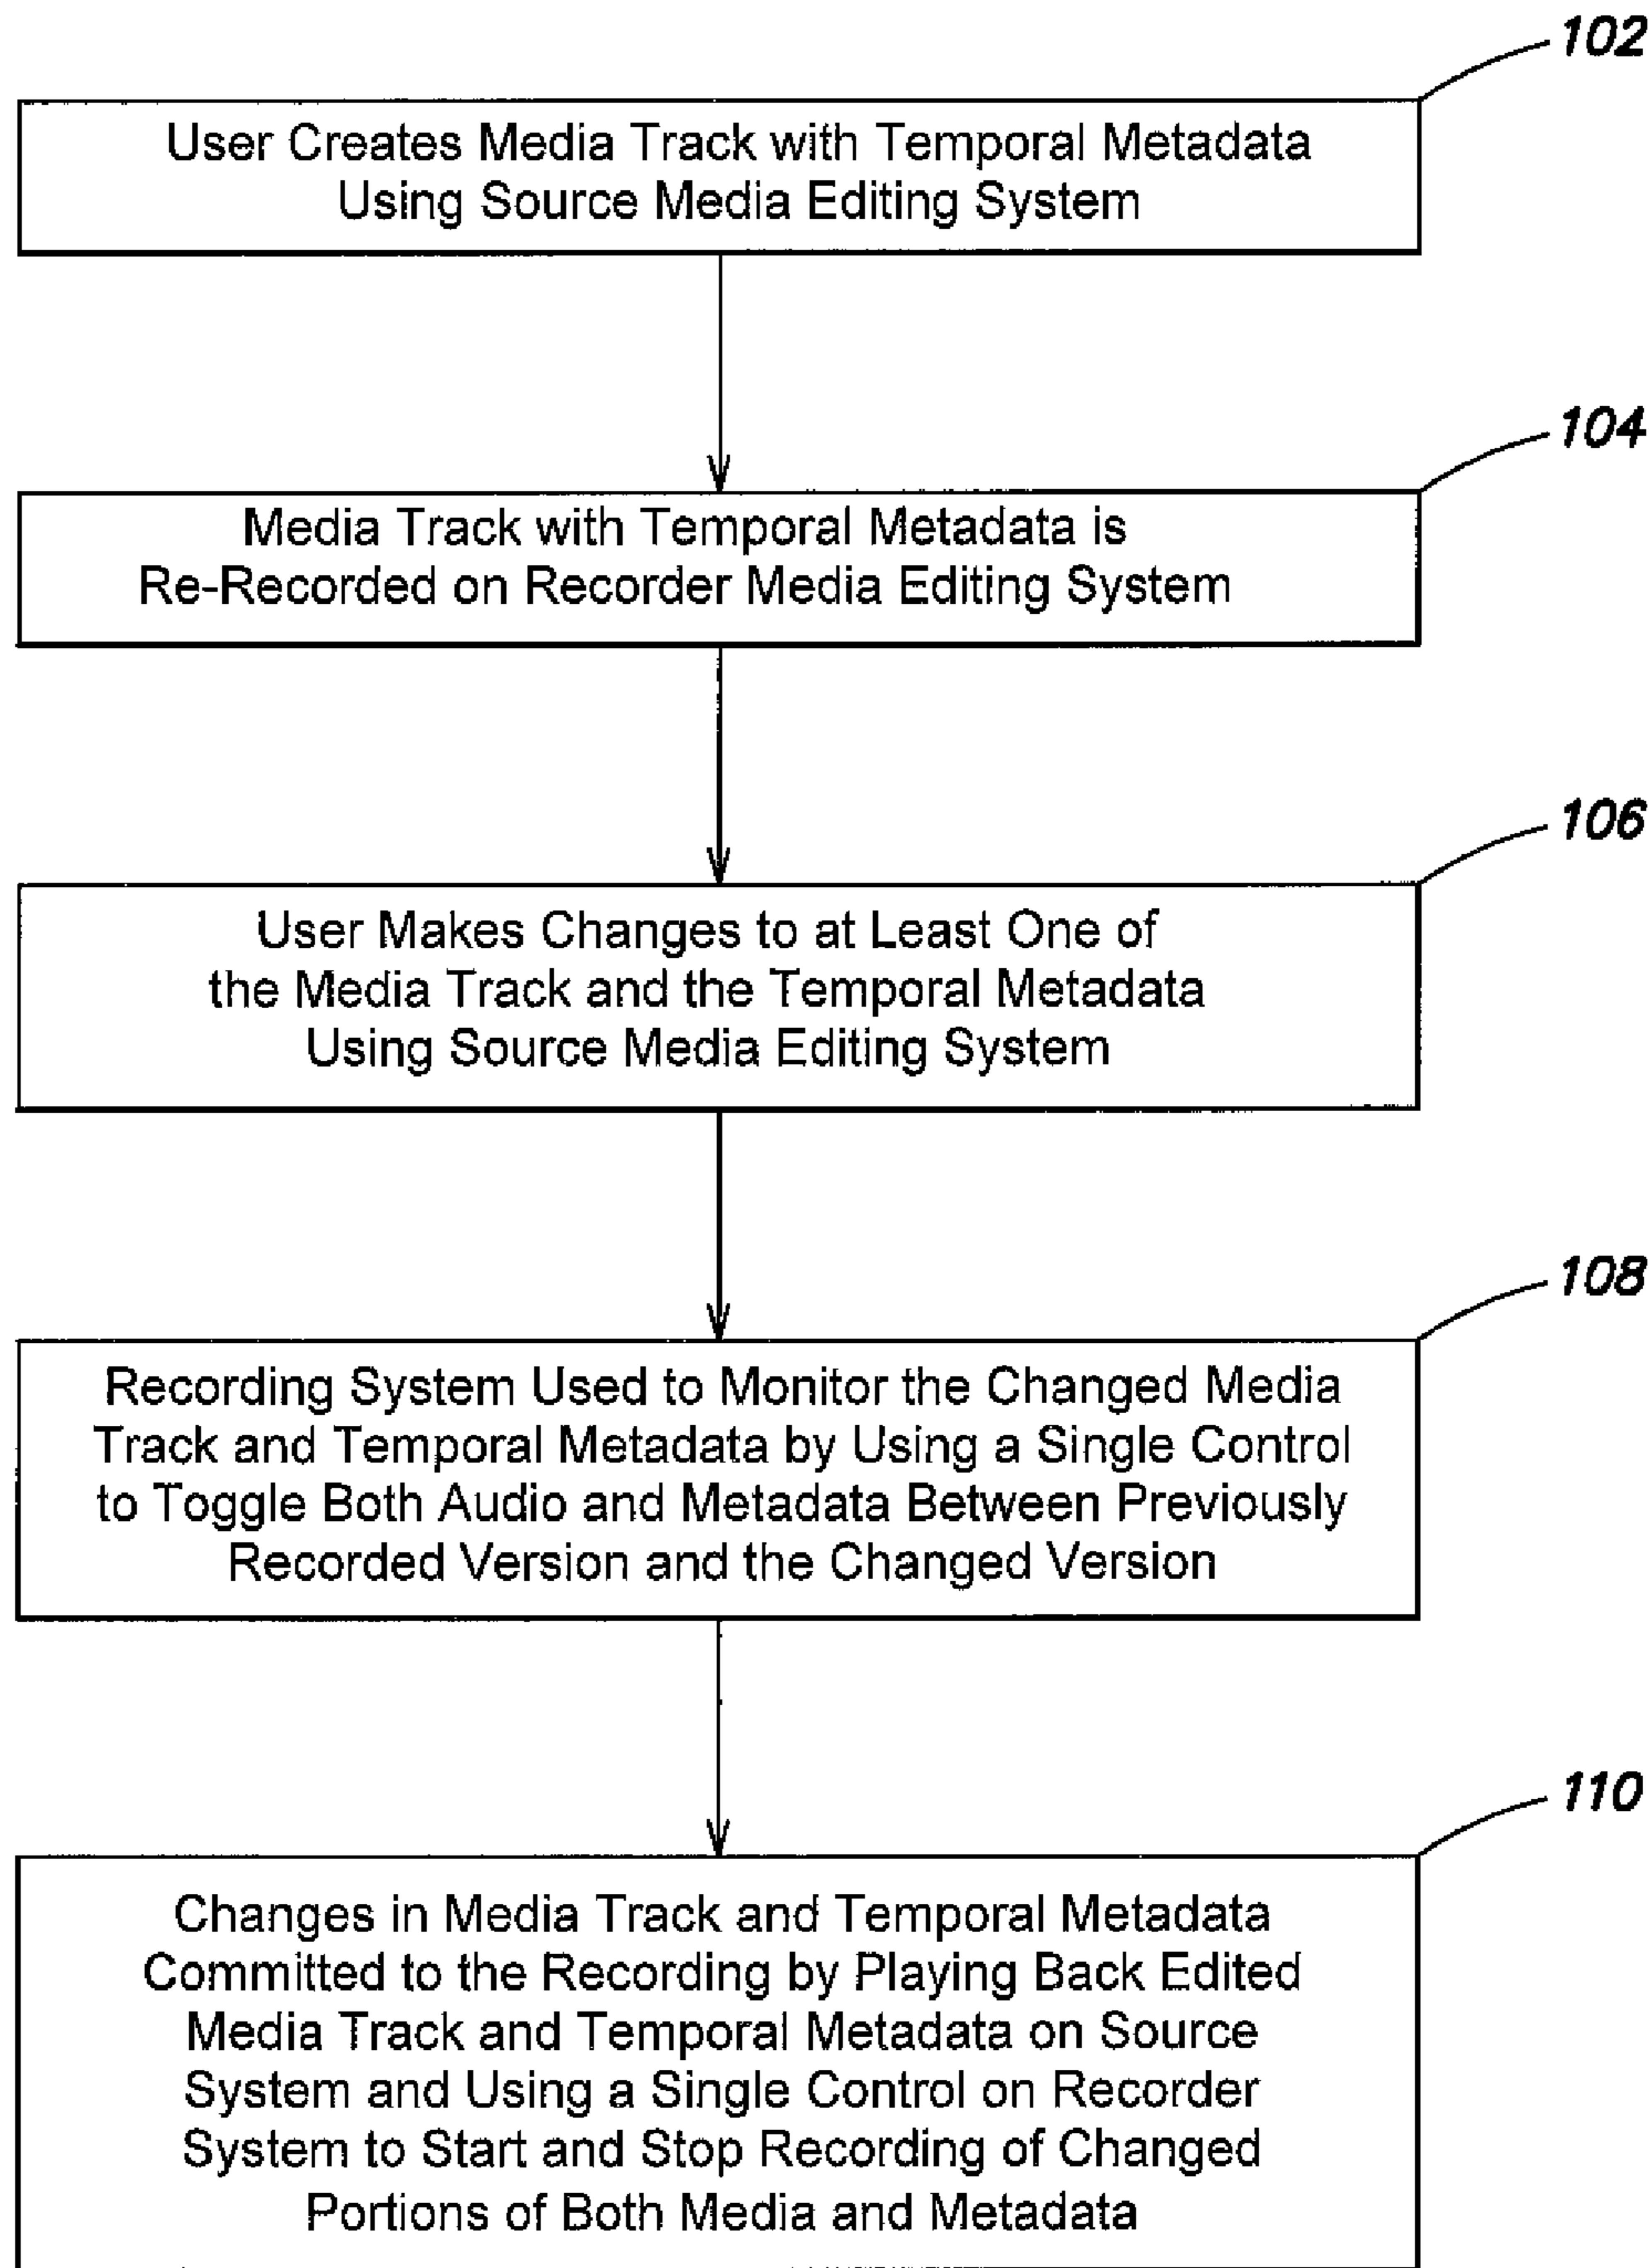 102
User Creates Media Track with Temporal Metadata
Using Source Media Editing System
104
Media Track with Temporal Metadata is
Re-Recorded on Recorder Media Editing System
106
User Makes Changes to at Least One of
the Media Track and the Temporal Metadata
Using Source Media Editing System
108
Recording System Used to Monitor the Changed Media
Track and Temporal Metadata by Using a Single Control
to Toggle Both Audio and Metadata Between Previously
Recorded Version and the Changed Version
110
Changes in Media Track and Temporal Metadata
Committed to the Recording by Playing Back Edited
Media Track and Temporal Metadata on Source
System and Using a Single Control on Recorder
System to Start and Stop Recording of Changed
Portions of Both Media and Metadata